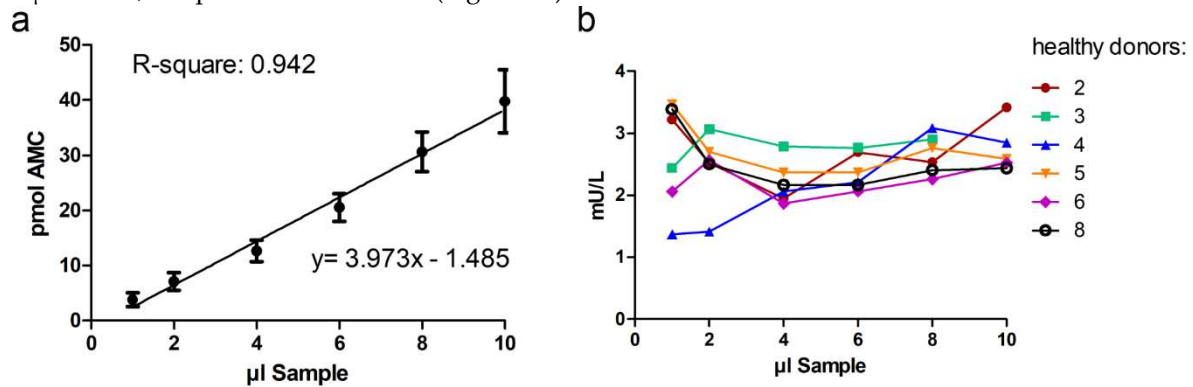 a
50
40
30
20
10
0
pmol AMC
R-square: 0.942
y= 3.973x - 1.485
0 2 4 6 8 10
µl Sample
b
4
3
2
1
0
mU/L
0 2 4 6 8 10
µl Sample
healthy donors:
2
3
4
5
6
8